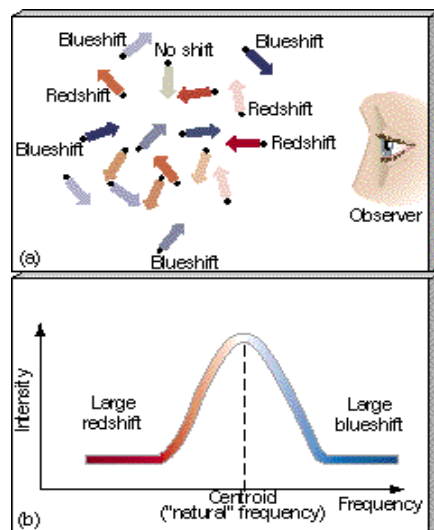 Blueshift
No shift
Blueshift
Redshift
Redshift
Blueshift
Redshift
Observer
Blueshift
(a)
Intensity
Large
redshift
Large
blueshift
Centroid
("natural" frequency)
Frequency
(b)